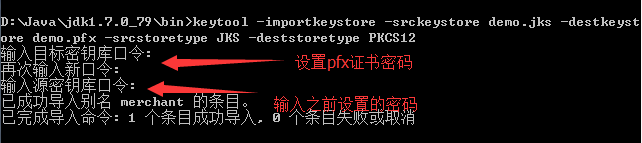 D:\Java\jdk1.7.0_79\bin>keytool -importkeystore -srckeystore demo.jks -destkeyst
ore demo.pfx -srcstoretype JKS -deststoretype PKCS12
输入目标密钥库口令:
设置pfx证书密码
再次输入新口令:
输入源密钥库口令:
输入之前设置的密码
已成功导入别名 merchant 的条目。
已完成导入命令: 1 个条目成功导入, 0 个条目失败或取消